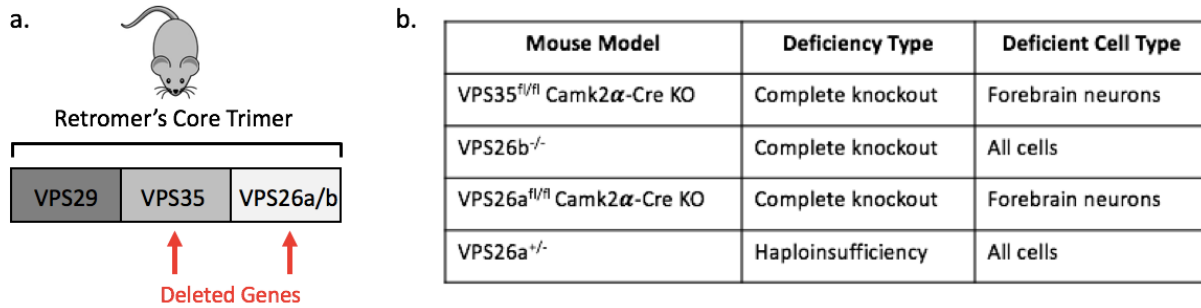 a.
Retromer's Core Trimer
VPS29 VPS35 VPS26a/b
Deleted Genes
b.
Mouse Model Deficiency Type Deficient Cell Type
VPS35fl/fl Camk2α-Cre KO Complete knockout Forebrain neurons
VPS26b-/- Complete knockout All cells
VPS26afl/fl Camk2α-Cre KO Complete knockout Forebrain neurons
VPS26a+/- Haploinsufficiency All cells